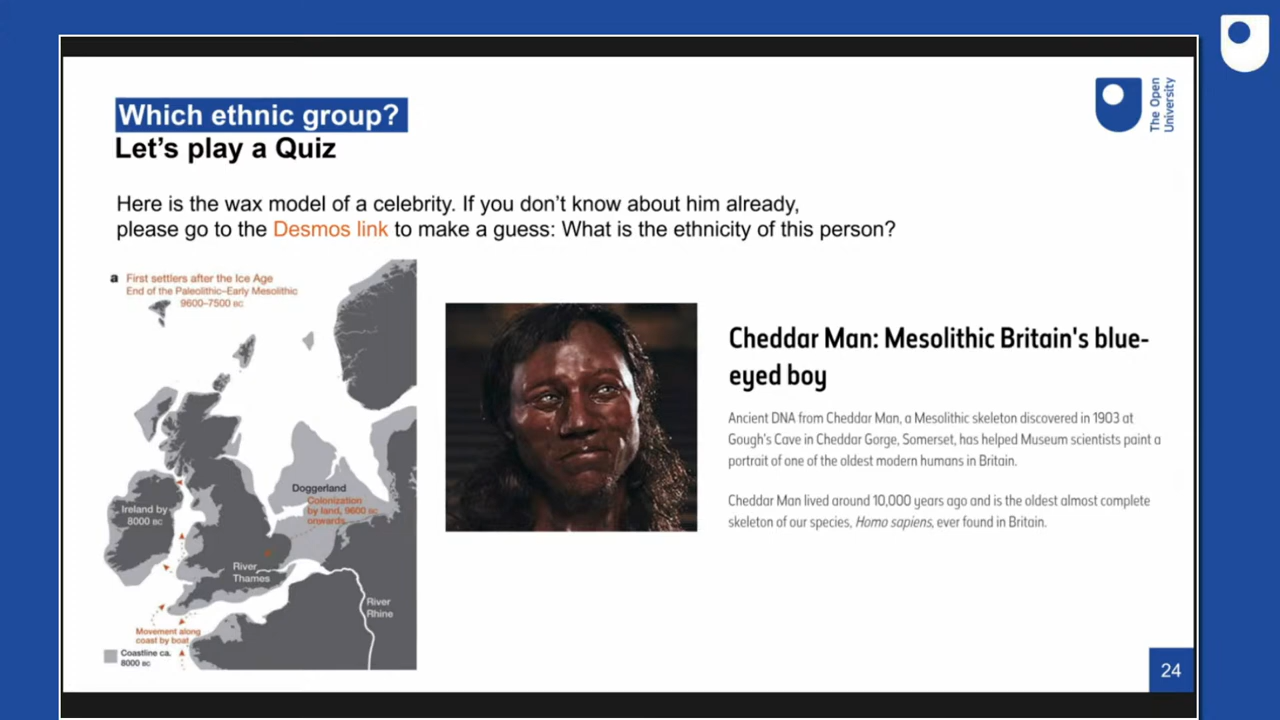 Which ethnic group?
Let's play a Quiz
The Open
University
Here is the wax model of a celebrity. If you don't know about him already,
please go to the Desmos link to make a guess: What is the ethnicity of this person?
a First settlers after the Ice Age
End of the Paleolithic–Early Mesolithic
9600–7500 BC
Doggerland
Colonization
by land, 9600 BC
onwards
Ireland by
8000 BC
River
Thames
River
Rhine
Movement along
coast by boat
Coastline ca.
8000 BC
Cheddar Man: Mesolithic Britain's blue-
eyed boy
Ancient DNA from Cheddar Man, a Mesolithic skeleton discovered in 1903 at
Gough's Cave in Cheddar Gorge, Somerset, has helped Museum scientists paint a
portrait of one of the oldest modern humans in Britain.
Cheddar Man lived around 10,000 years ago and is the oldest almost complete
skeleton of our species, Homo sapiens, ever found in Britain.
24